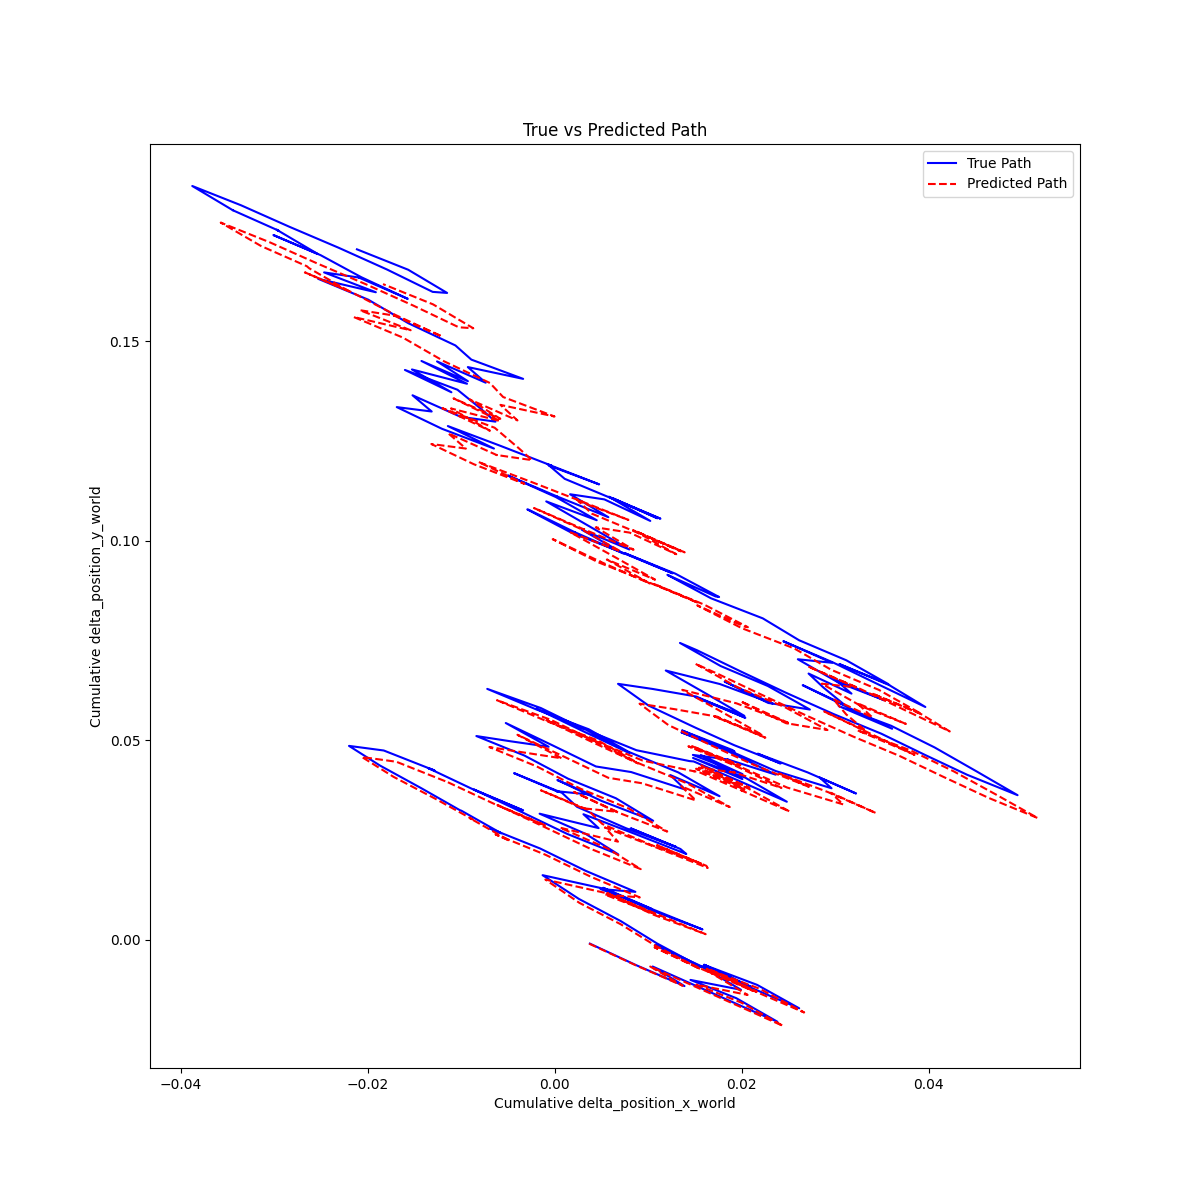 True vs Predicted Path
True Path
Predicted Path
0.15
0.10
0.05
0.00
Cumulative delta_position_y_world
−0.04
−0.02
0.00
0.02
0.04
Cumulative delta_position_x_world